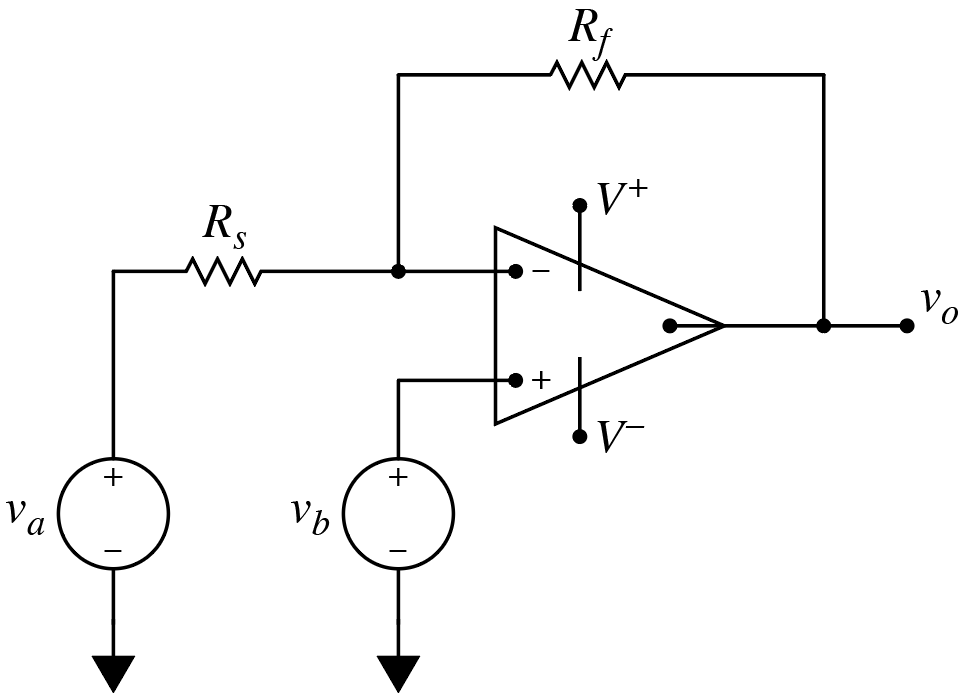 R_f
V⁺
R_s
−
v_o
+
V⁻
+
+
v_a
v_b
−
−